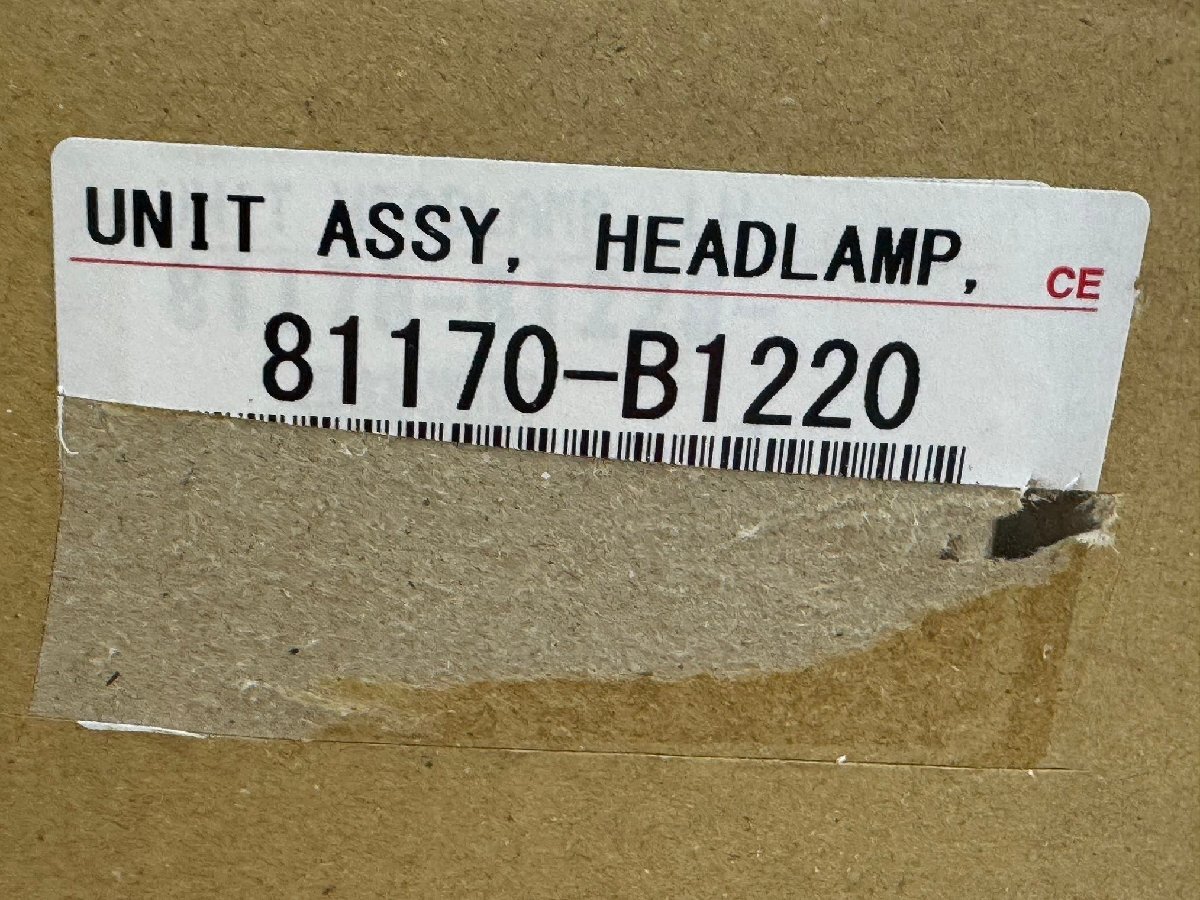 UNIT ASSY, HEADLAMP,
CE
81170-B1220